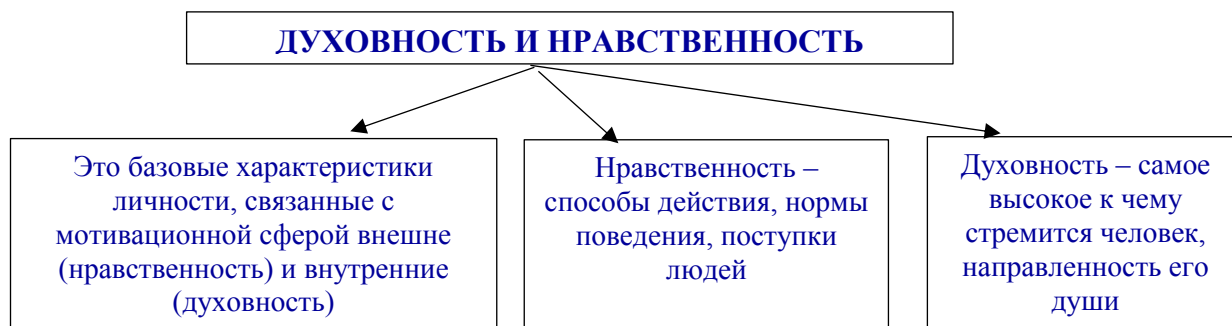 ДУХОВНОСТЬ И НРАВСТВЕННОСТЬ
Это базовые характеристики
личности, связанные с
мотивационной сферой внешне
(нравственность) и внутренние
(духовность)
Нравственность –
способы действия, нормы
поведения, поступки
людей
Духовность – самое
высокое к чему
стремится человек,
направленность его
души